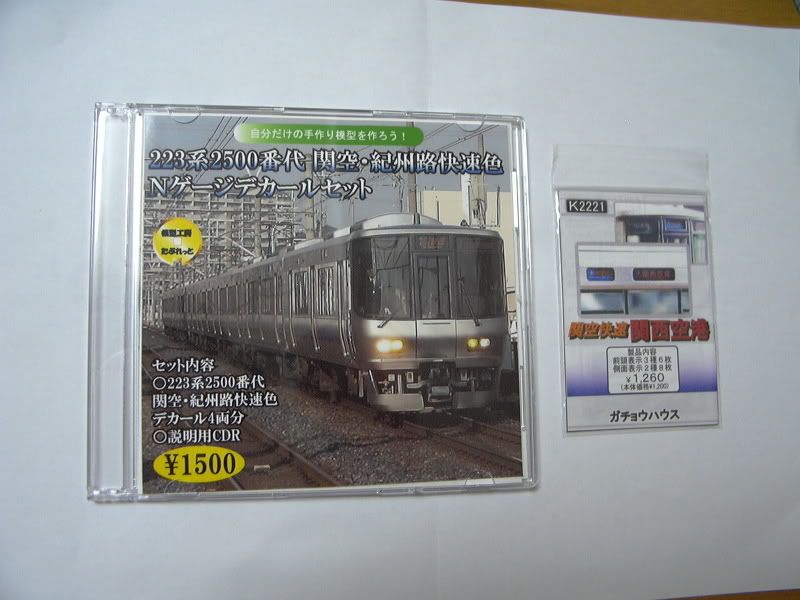 自分だけの手作り模型を作ろう！
223系2500番代 関空・紀州路快速色
Nゲージデカールセット
セット内容
○223系2500番代
関空・紀州路快速色
デカール4両分
○説明用CDR
¥1500
K2221
関空快速 関西空港
製品内容
前頭表示3種6枚
側面表示2種8枚
¥1,260
(本体価格¥1,200)
ガチョウハウス